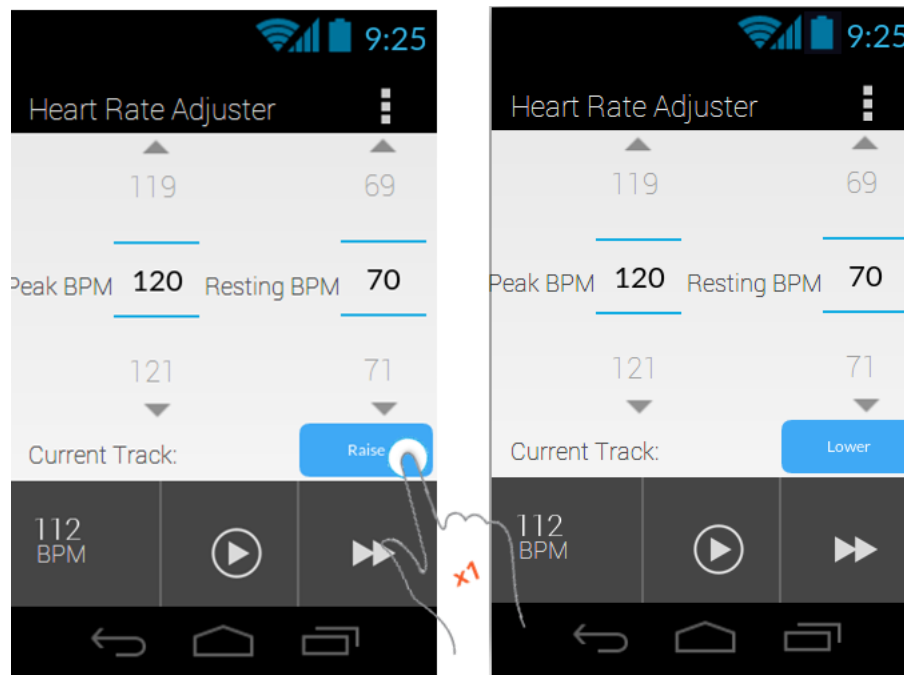 9:25
Heart Rate Adjuster
119 69
Peak BPM 120 Resting BPM 70
121 71
Current Track: Raise
112
BPM
x1
9:25
Heart Rate Adjuster
119 69
Peak BPM 120 Resting BPM 70
121 71
Current Track: Lower
112
BPM